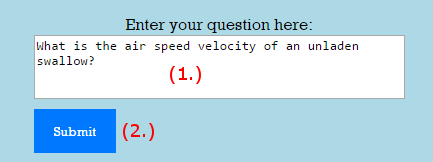 Enter your question here:
What is the air speed velocity of an unladen
swallow?
(1.)
Submit (2.)